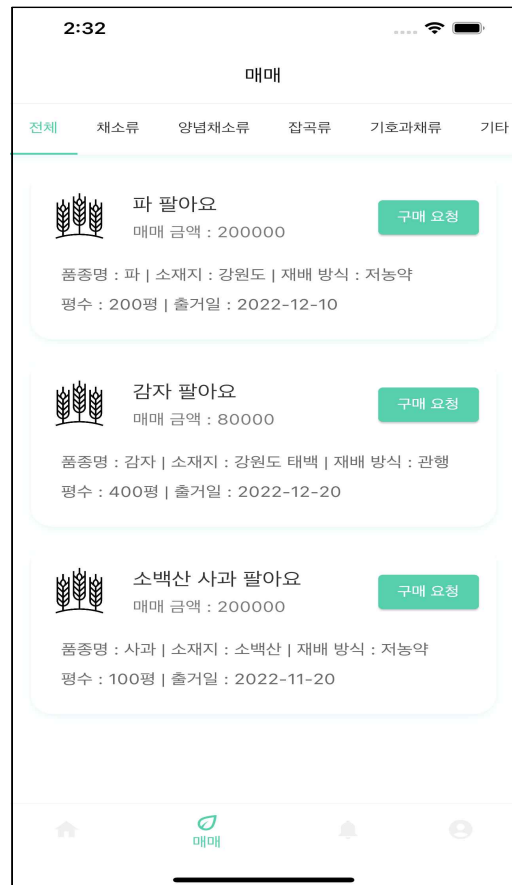 2:32
매매
전체 채소류 양념채소류 잡곡류 기호과채류 기타
파 팔아요
매매 금액 : 200000
구매 요청
품종명 : 파 | 소재지 : 강원도 | 재배 방식 : 저농약
평수 : 200평 | 출거일 : 2022-12-10
감자 팔아요
매매 금액 : 80000
구매 요청
품종명 : 감자 | 소재지 : 강원도 태백 | 재배 방식 : 관행
평수 : 400평 | 출거일 : 2022-12-20
소백산 사과 팔아요
매매 금액 : 200000
구매 요청
품종명 : 사과 | 소재지 : 소백산 | 재배 방식 : 저농약
평수 : 100평 | 출거일 : 2022-11-20
매매